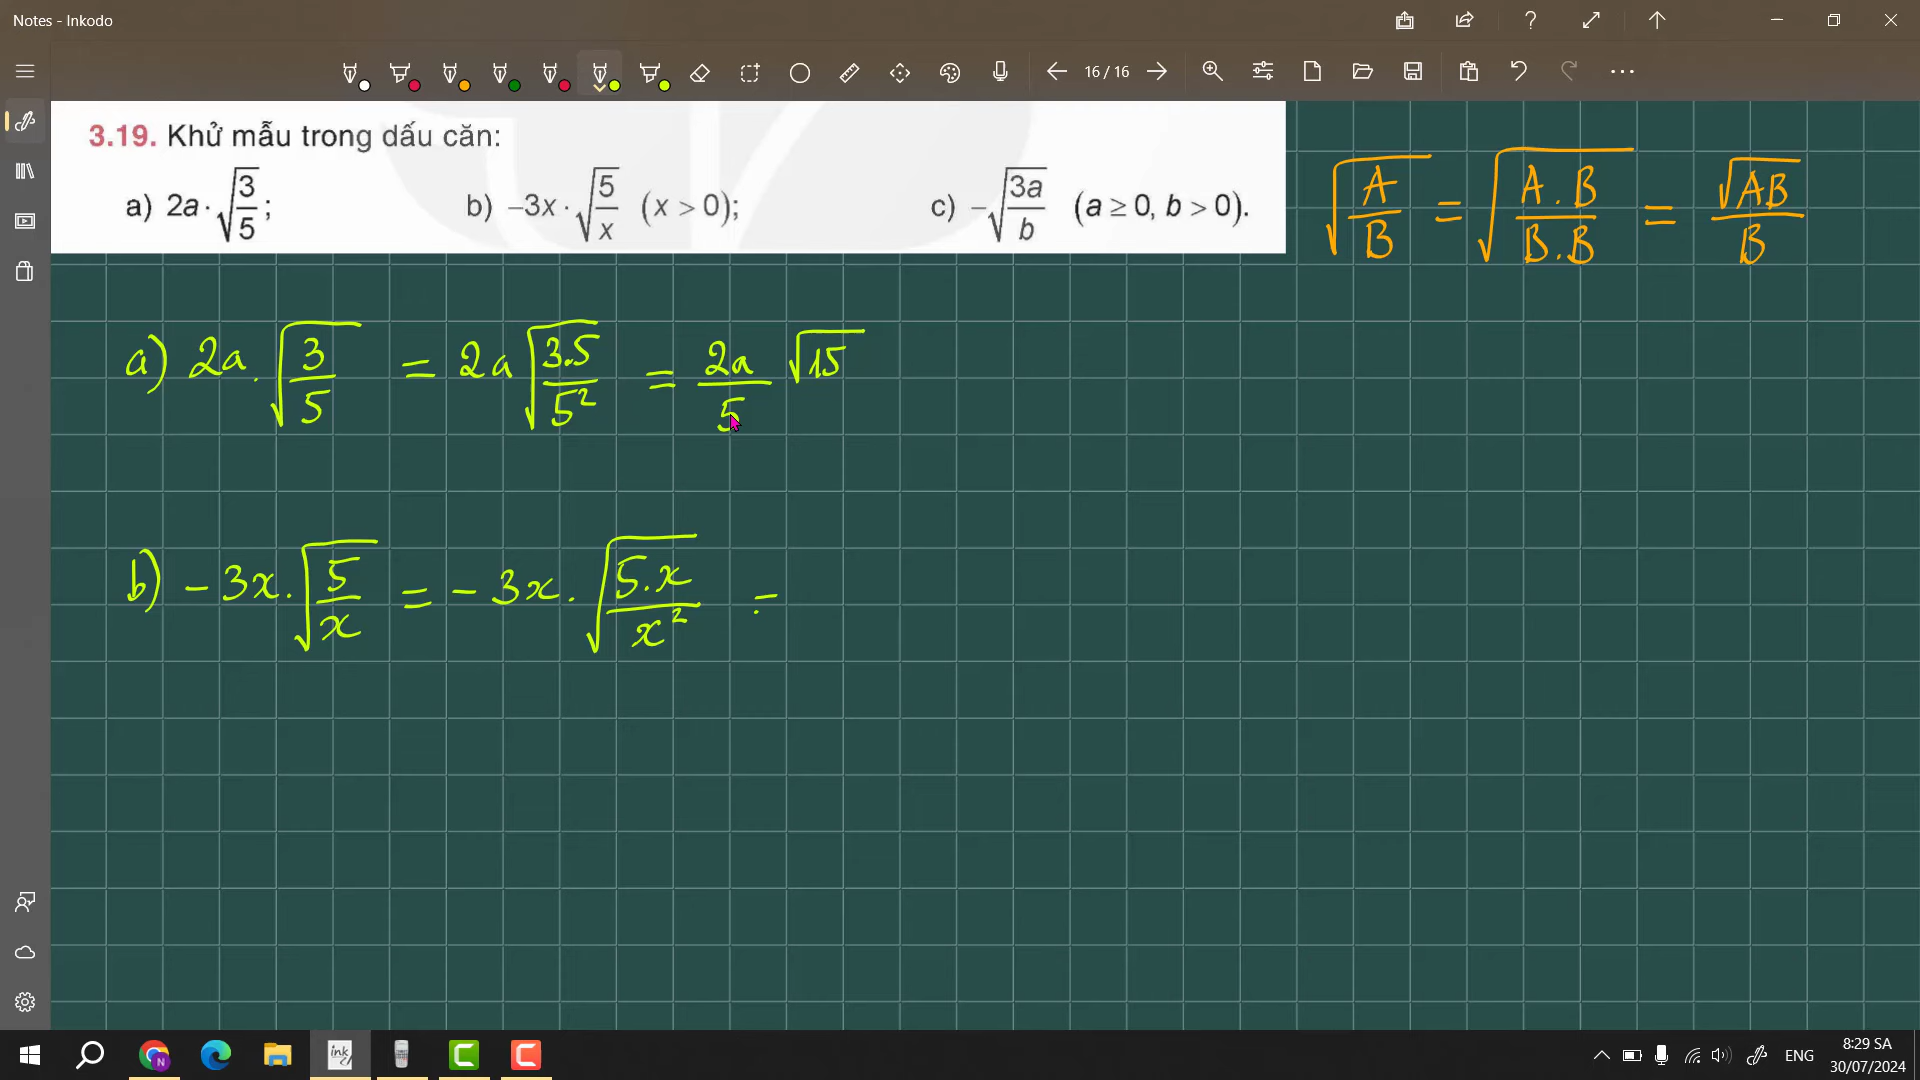 Notes - Inkodo
16 / 16
3.19. Khử mẫu trong dấu căn:
a) 2a·√(3/5); b) –3x·√(5/x) (x > 0); c) –√(3a/b) (a ≥ 0, b > 0).
√(A/B) = √(A.B/B.B) = √AB/B
a) 2a.√(3/5) = 2a√(3.5/5²) = 2a/5 √15
b) -3x.√(5/x) = -3x.√(5.x/x²) =
ink
ENG
8:29 SA
30/07/2024